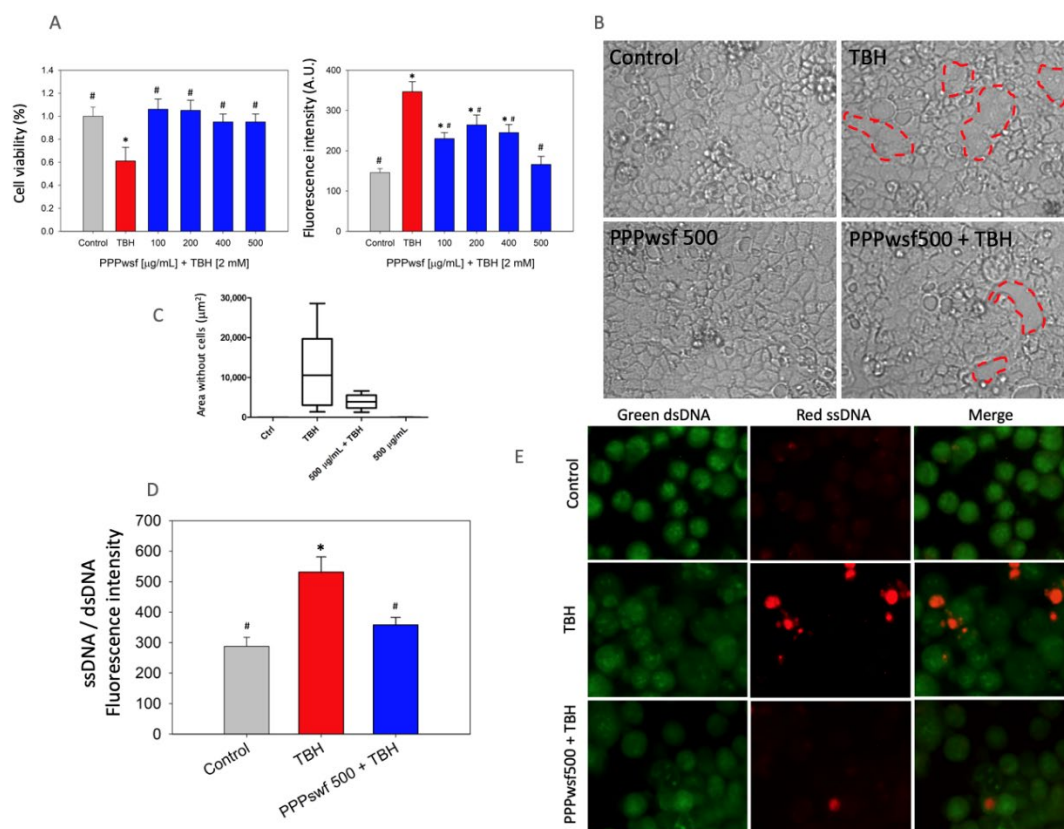 A
Cell viability (%)
1.4
1.2
1.0
0.8
0.6
0.4
0.2
0.0
#
*
#
#
#
#
Control
TBH
100
200
400
500
PPPwsf [μg/mL] + TBH [2 mM]
Fluorescence intensity (A.U.)
400
300
200
100
0
#
*
* #
* #
* #
#
Control
TBH
100
200
400
500
PPPwsf [μg/mL] + TBH [2 mM]
B
Control
TBH
PPPwsf 500
PPPwsf500 + TBH
C
Area without cells (μm²)
30,000
20,000
10,000
0
Ctrl
TBH
500 μg/mL + TBH
500 μg/mL
D
ssDNA / dsDNA
Fluorescence intensity
700
600
500
400
300
200
100
0
#
*
#
Control
TBH
PPPswf 500 + TBH
E
Green dsDNA
Red ssDNA
Merge
Control
TBH
PPPwsf500 + TBH